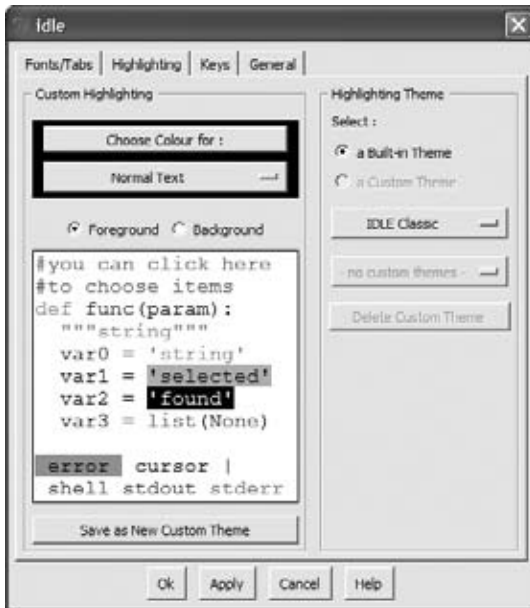 idle
Fonts/Tabs Highlighting Keys General
Custom Highlighting
Choose Colour for :
Normal Text
Foreground Background
#you can click here
#to choose items
def func(param):
"""string"""
var0 = 'string'
var1 = 'selected'
var2 = 'found'
var3 = list(None)
error cursor |
shell stdout stderr
Save as New Custom Theme
Highlighting Theme
Select :
a Built-in Theme
a Custom Theme
IDLE Classic
- no custom themes -
Delete Custom Theme
Ok Apply Cancel Help